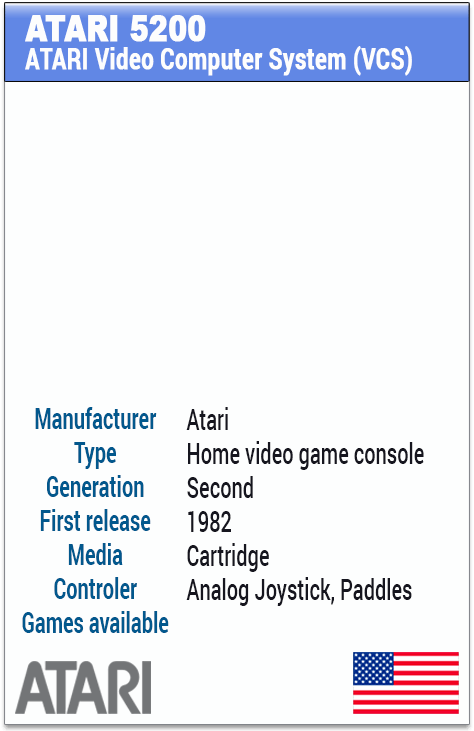 ATARI 5200
ATARI Video Computer System (VCS)
Manufacturer Atari
Type Home video game console
Generation Second
First release 1982
Media Cartridge
Controler Analog Joystick, Paddles
Games available
ATARI